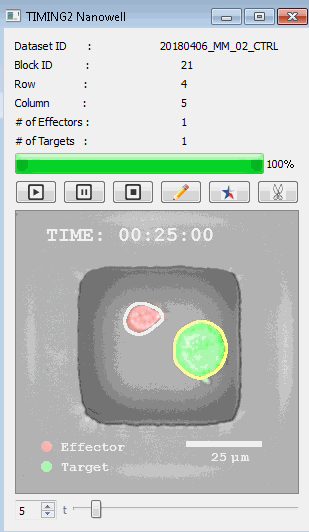 TIMING2 Nanowell
Dataset ID : 20180406_MM_02_CTRL
Block ID : 21
Row : 4
Column : 5
# of Effectors : 1
# of Targets : 1
100%
TIME: 00:25:00
Effector
Target
25 µm
5 t